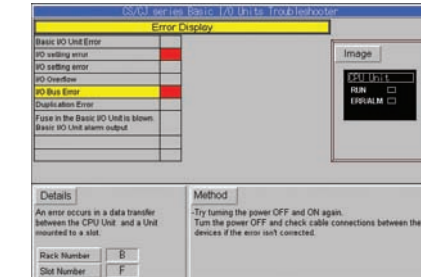 CS/CJ series Basic I/O Units Troubleshooter
Error Display
Basic I/O Unit Error
I/O setting error
I/O setting error
I/O Overflow
I/O Bus Error
Duplication Error
Fuse in the Basic I/O Unit is blown.
Basic I/O Unit alarm output
Image
CPU Unit
RUN
ERR/ALM
Details
An error occurs in a data transfer
between the CPU Unit and a Unit
mounted to a slot.
Rack Number B
Slot Number F
Method
-Try turning the power OFF and ON again.
Turn the power OFF and check cable connections between the
devices if the error isn't corrected.